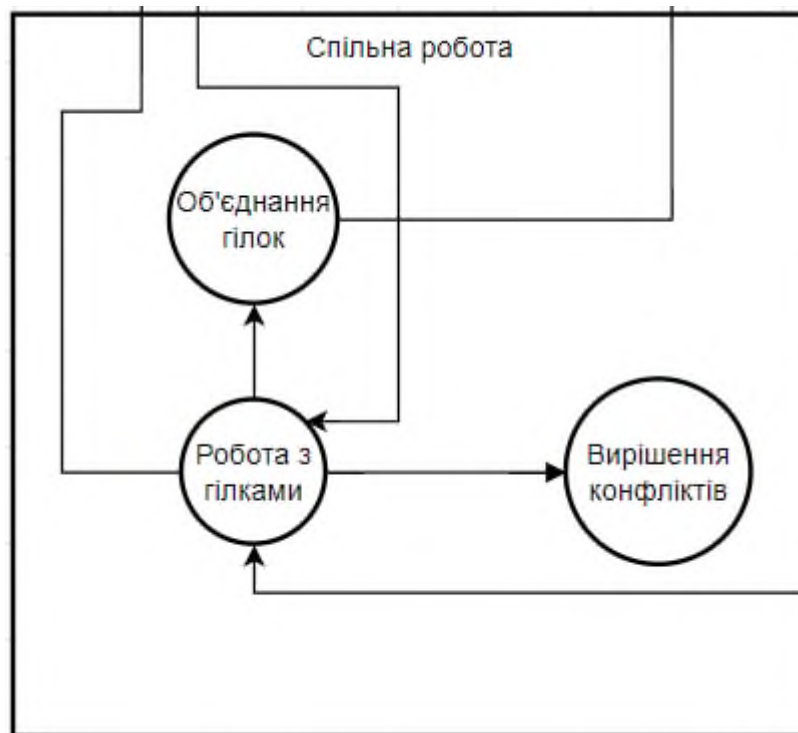 Спільна робота
Об'єднання
гілок
Робота з
гілками
Вирішення
конфліктів